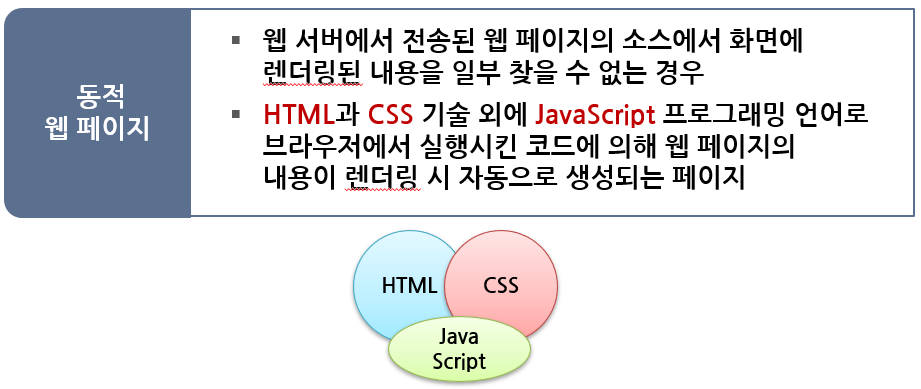 동적
웹 페이지
▪ 웹 서버에서 전송된 웹 페이지의 소스에서 화면에
렌더링된 내용을 일부 찾을 수 없는 경우
▪ HTML과 CSS 기술 외에 JavaScript 프로그래밍 언어로
브라우저에서 실행시킨 코드에 의해 웹 페이지의
내용이 렌더링 시 자동으로 생성되는 페이지
HTML
CSS
Java
Script